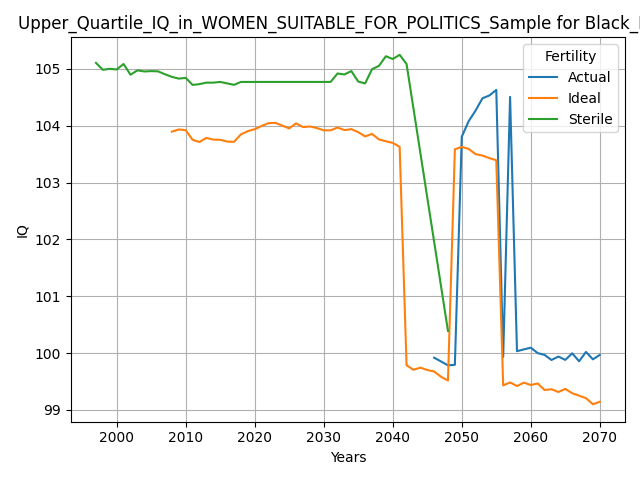 Upper_Quartile_IQ_in_WOMEN_SUITABLE_FOR_POLITICS_Sample for Black_
Fertility
Actual
Ideal
Sterile
105
104
103
102
101
100
99
IQ
2000 2010 2020 2030 2040 2050 2060 2070
Years